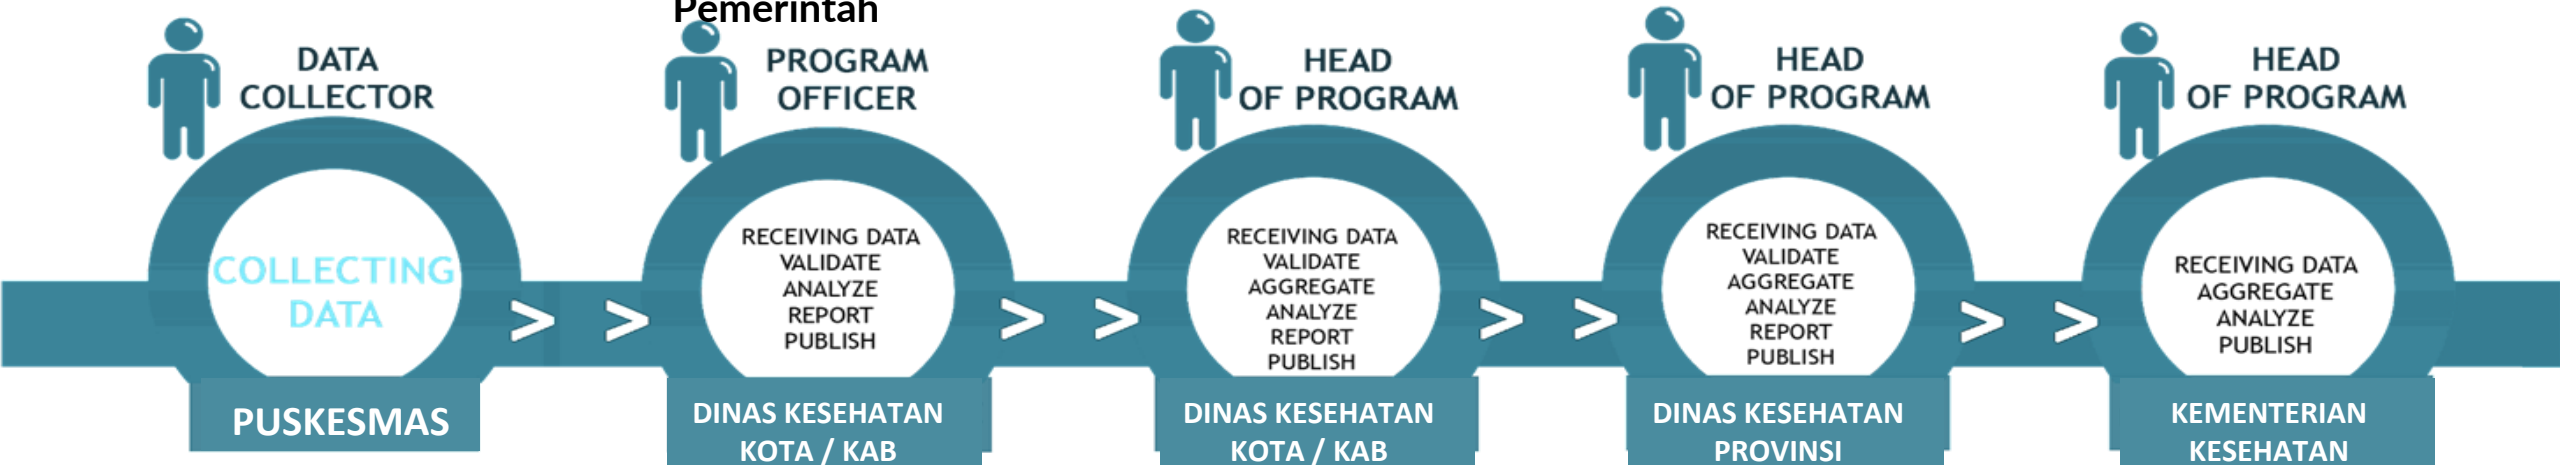 Pemerintah
DATA
COLLECTOR
COLLECTING
DATA
PUSKESMAS
PROGRAM
OFFICER
RECEIVING DATA
VALIDATE
ANALYZE
REPORT
PUBLISH
DINAS KESEHATAN
KOTA / KAB
HEAD
OF PROGRAM
RECEIVING DATA
VALIDATE
AGGREGATE
ANALYZE
REPORT
PUBLISH
DINAS KESEHATAN
KOTA / KAB
HEAD
OF PROGRAM
RECEIVING DATA
VALIDATE
AGGREGATE
ANALYZE
REPORT
PUBLISH
DINAS KESEHATAN
PROVINSI
HEAD
OF PROGRAM
RECEIVING DATA
AGGREGATE
ANALYZE
PUBLISH
KEMENTERIAN
KESEHATAN